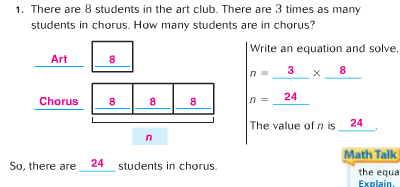 1. There are 8 students in the art club. There are 3 times as many
students in chorus. How many students are in chorus?
Write an equation and solve.
Art 8
n = 3 × 8
Chorus 8 8 8
n = 24
n
The value of n is 24.
So, there are 24 students in chorus.
Math Talk
the equa
Explain.